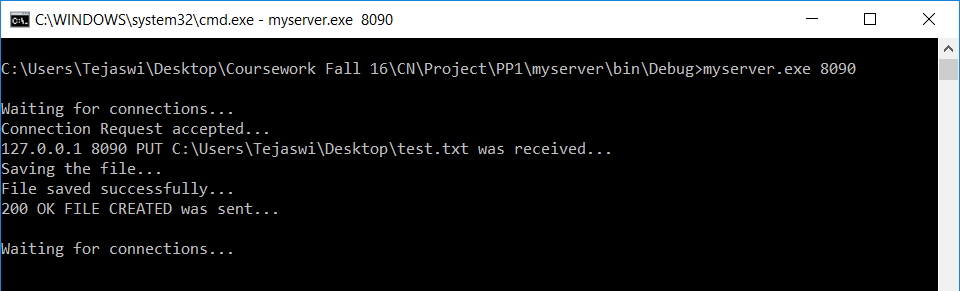 C:\WINDOWS\system32\cmd.exe - myserver.exe  8090
C:\Users\Tejaswi\Desktop\Coursework Fall 16\CN\Project\PP1\myserver\bin\Debug>myserver.exe 8090
Waiting for connections...
Connection Request accepted...
127.0.0.1 8090 PUT C:\Users\Tejaswi\Desktop\test.txt was received...
Saving the file...
File saved successfully...
200 OK FILE CREATED was sent...
Waiting for connections...